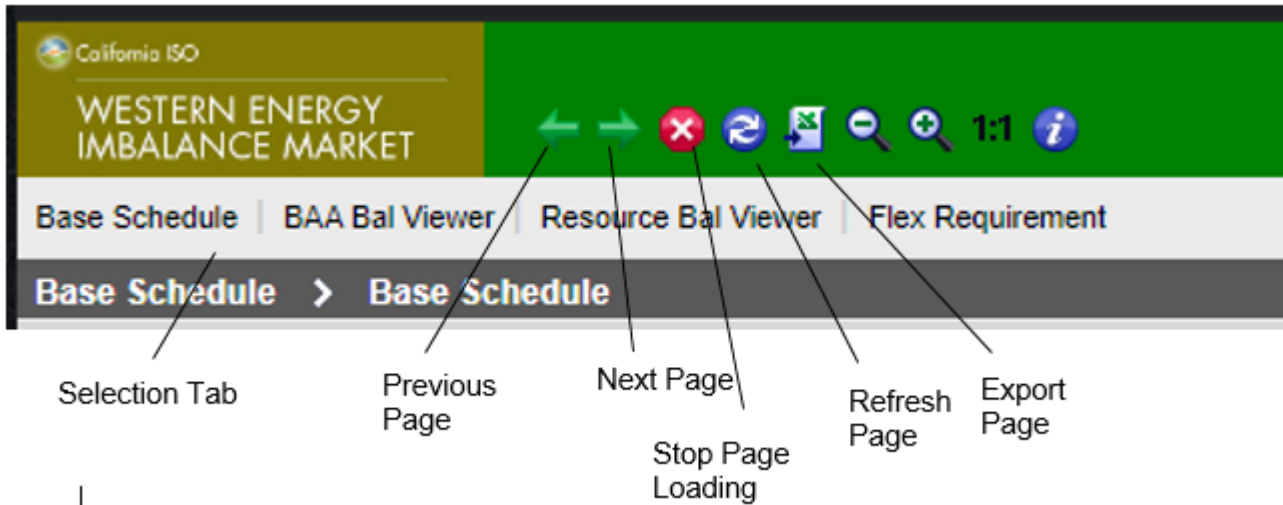 California ISO
WESTERN ENERGY
IMBALANCE MARKET
1:1
Base Schedule | BAA Bal Viewer | Resource Bal Viewer | Flex Requirement
Base Schedule > Base Schedule
Selection Tab
Previous
Page
Next Page
Stop Page
Loading
Refresh
Page
Export
Page